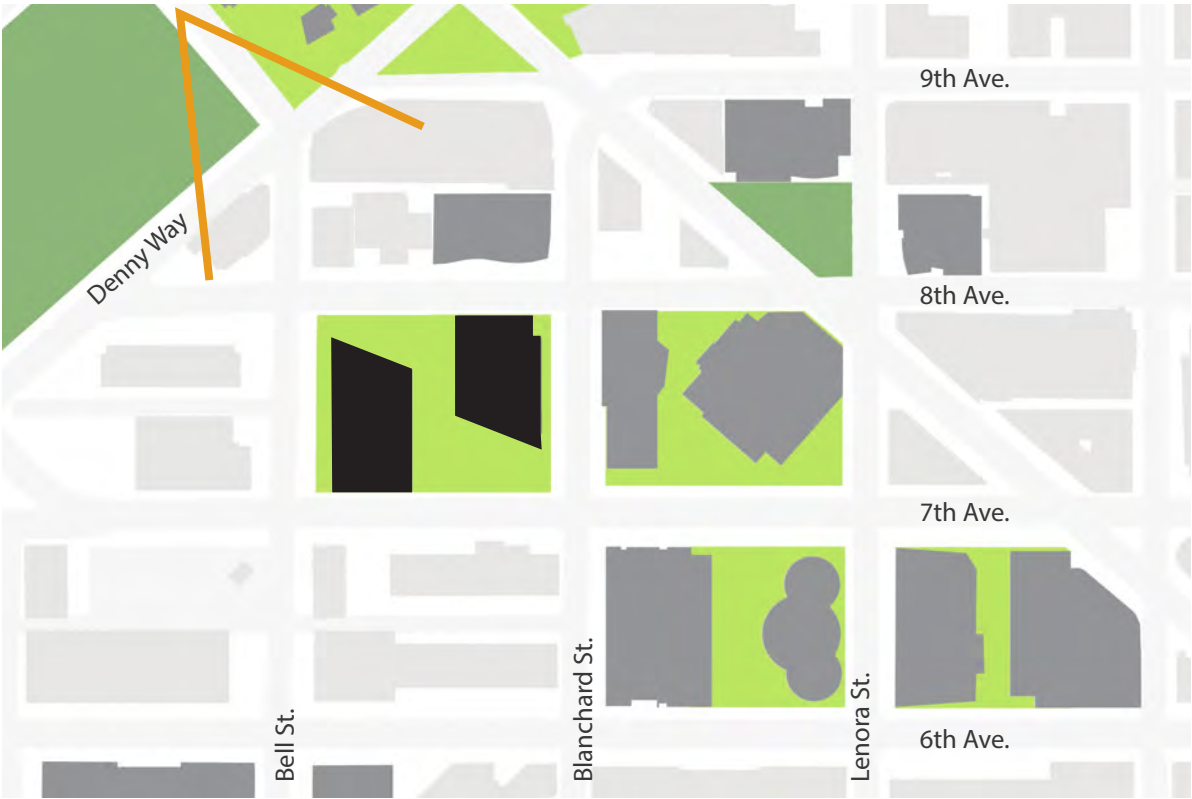 9th Ave.
Denny Way
8th Ave.
7th Ave.
Blanchard St.
Lenora St.
Bell St.
6th Ave.